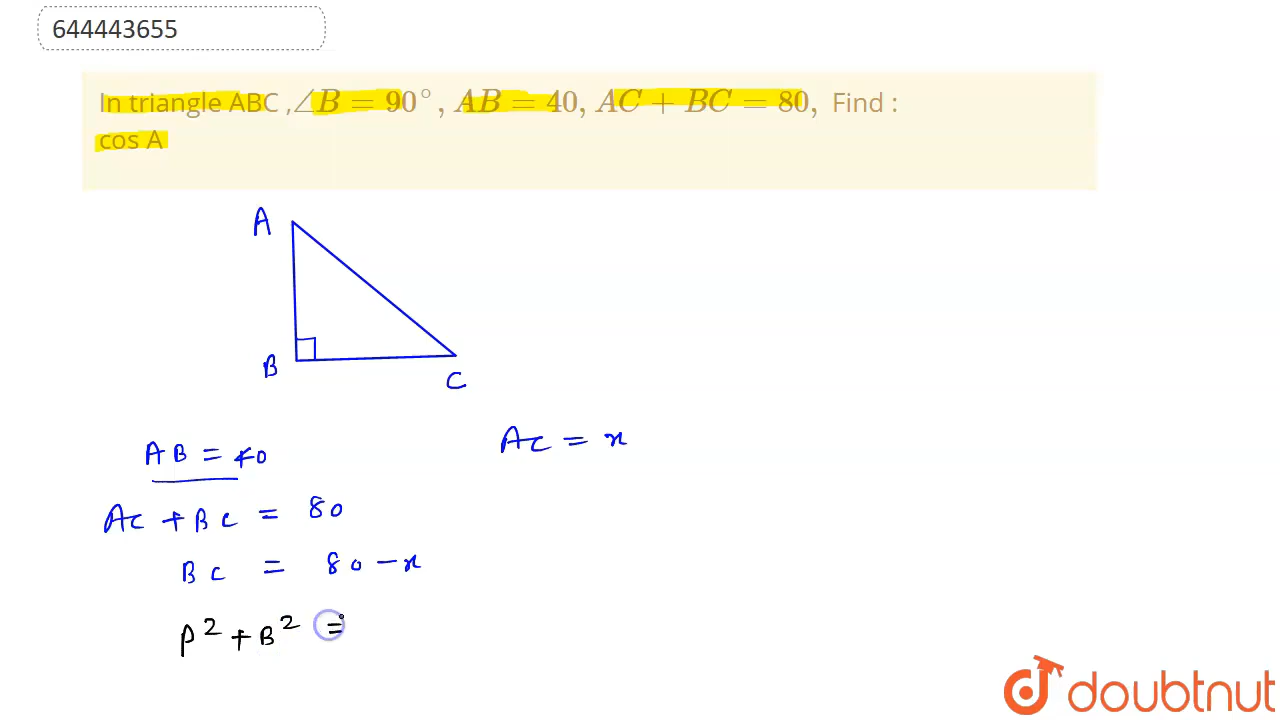 644443655
In triangle ABC ,∠B = 90°, AB = 40, AC + BC = 80, Find :
cos A
A
B
C
AB = 40
AC = x
AC + BC = 80
BC = 80 - x
P² + B² =
doubtnut